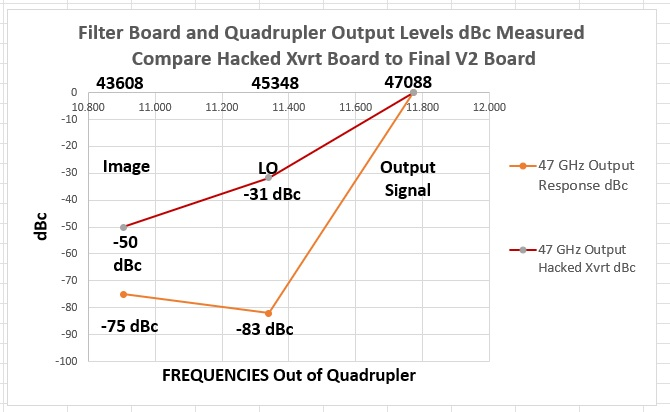 Filter Board and Quadrupler Output Levels dBc Measured
Compare Hacked Xvrt Board to Final V2 Board
43608 45348 47088
0
10.800 11.000 11.200 11.400 11.600 11.800 12.000
-10
-20
-30
-40
-50
-60
-70
-80
-90
-100
dBc
Image
LO
-31 dBc
Output
Signal
-50
dBc
-75 dBc
-83 dBc
47 GHz Output
Response dBc
47 GHz Output
Hacked Xvrt dBc
FREQUENCIES Out of Quadrupler